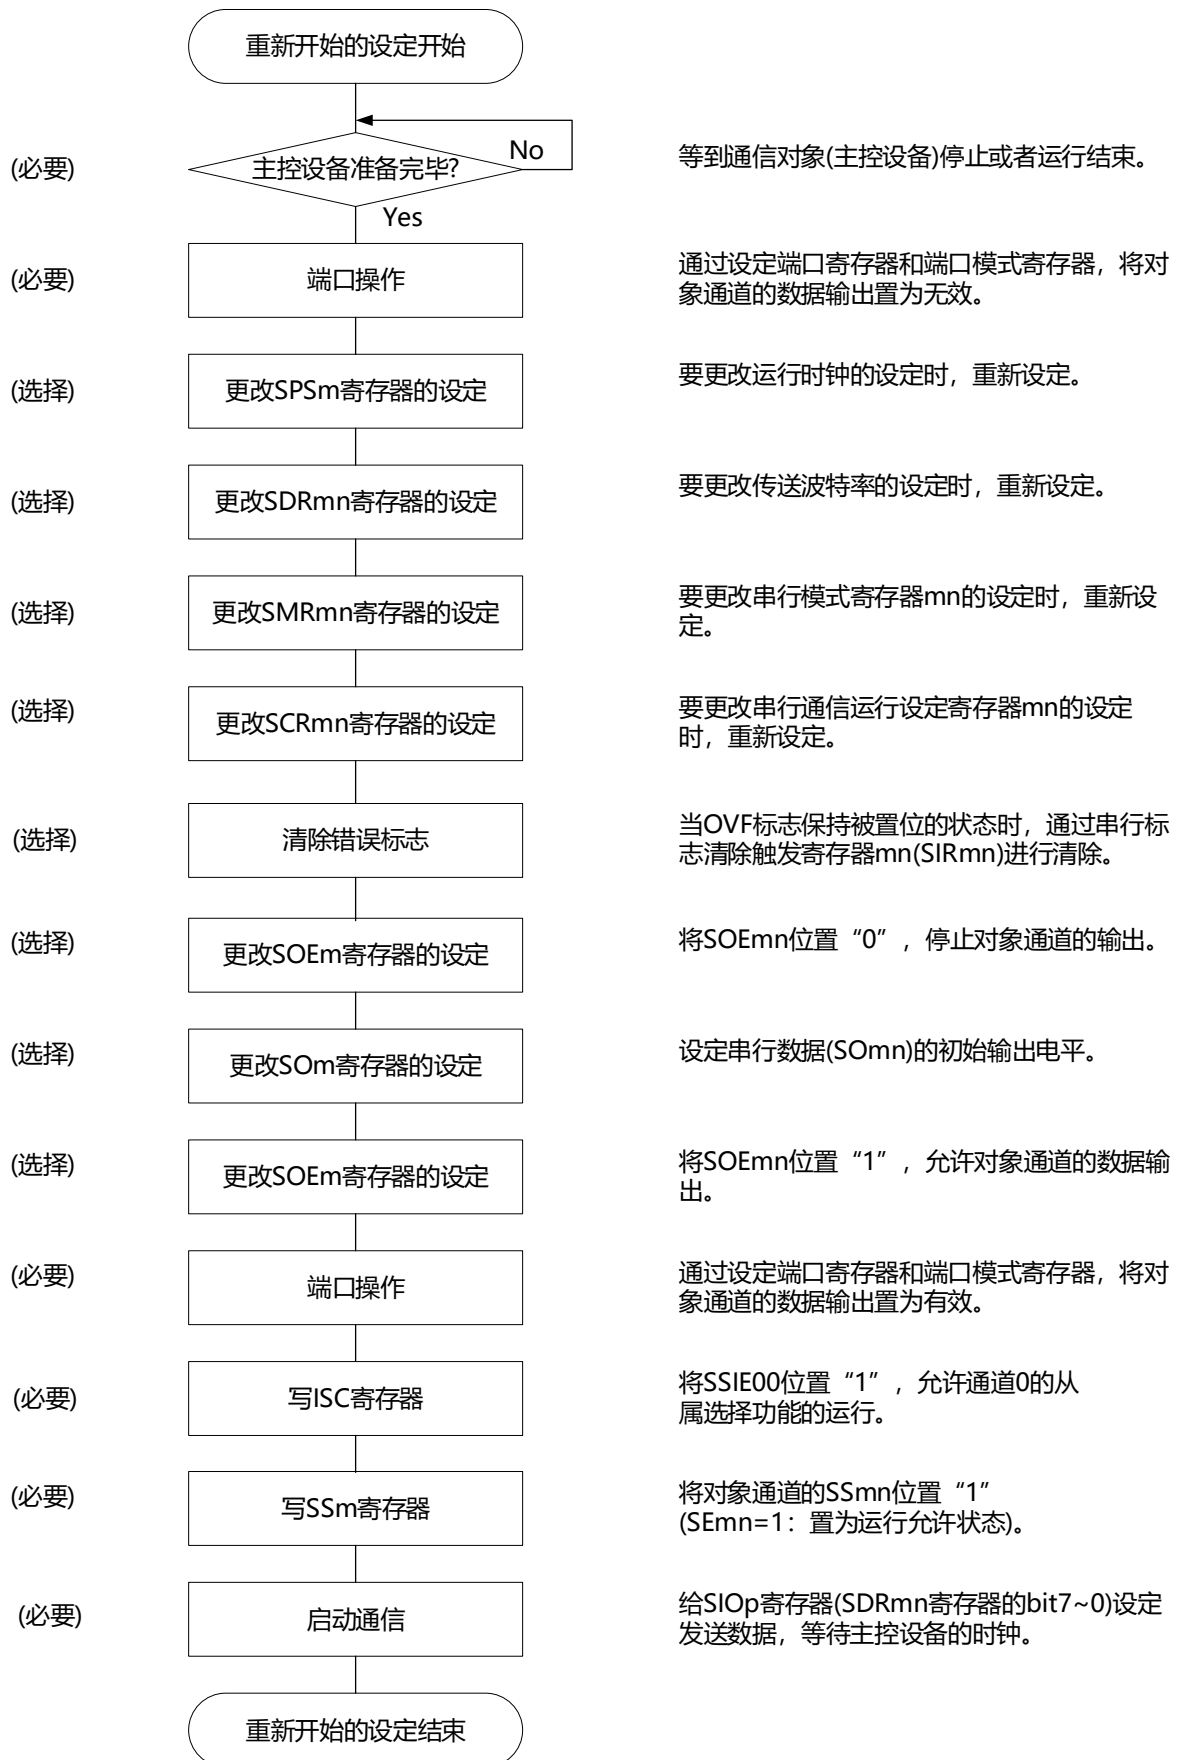 重新开始的设定开始
(必要)
主控设备准备完毕?
No
等到通信对象(主控设备)停止或者运行结束。
Yes
(必要)
端口操作
通过设定端口寄存器和端口模式寄存器，将对
象通道的数据输出置为无效。
(选择)
更改SPSm寄存器的设定
要更改运行时钟的设定时，重新设定。
(选择)
更改SDRmn寄存器的设定
要更改传送波特率的设定时，重新设定。
(选择)
更改SMRmn寄存器的设定
要更改串行模式寄存器mn的设定时，重新设
定。
(选择)
更改SCRmn寄存器的设定
要更改串行通信运行设定寄存器mn的设定
时，重新设定。
(选择)
清除错误标志
当OVF标志保持被置位的状态时，通过串行标
志清除触发寄存器mn(SIRmn)进行清除。
(选择)
更改SOEm寄存器的设定
将SOEmn位置“0”，停止对象通道的输出。
(选择)
更改SOm寄存器的设定
设定串行数据(SOmn)的初始输出电平。
(选择)
更改SOEm寄存器的设定
将SOEmn位置“1”，允许对象通道的数据输
出。
(必要)
端口操作
通过设定端口寄存器和端口模式寄存器，将对
象通道的数据输出置为有效。
(必要)
写ISC寄存器
将SSIE00位置“1”，允许通道0的从
属选择功能的运行。
(必要)
写SSm寄存器
将对象通道的SSmn位置“1”
(SEmn=1：置为运行允许状态)。
(必要)
启动通信
给SIOp寄存器(SDRmn寄存器的bit7~0)设定
发送数据，等待主控设备的时钟。
重新开始的设定结束